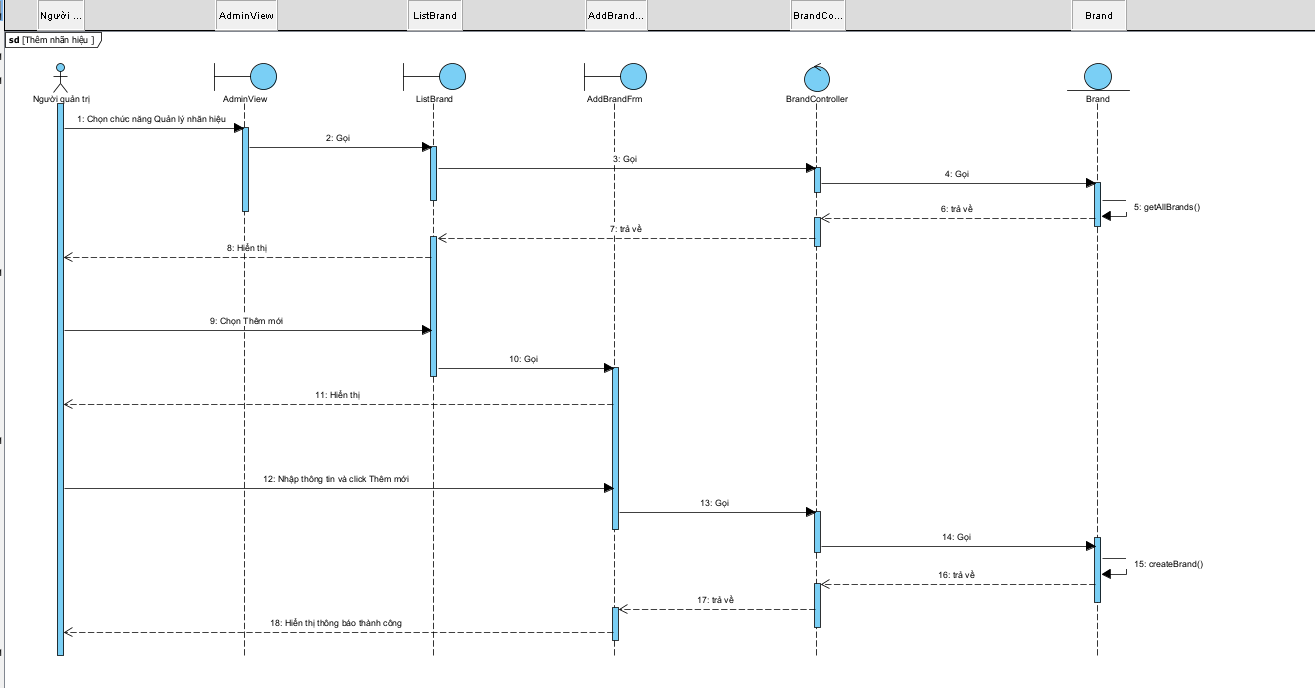 Người ...
AdminView
ListBrand
AddBrand...
BrandCo...
Brand
sd [Thêm nhãn hiệu ]
Người quản trị
AdminView
ListBrand
AddBrandFrm
BrandController
Brand
1: Chọn chức năng Quản lý nhãn hiệu
2: Gọi
3: Gọi
4: Gọi
5: getAllBrands()
6: trả về
7: trả về
8: Hiển thị
9: Chọn Thêm mới
10: Gọi
11: Hiển thị
12: Nhập thông tin và click Thêm mới
13: Gọi
14: Gọi
15: createBrand()
16: trả về
17: trả về
18: Hiển thị thông báo thành công